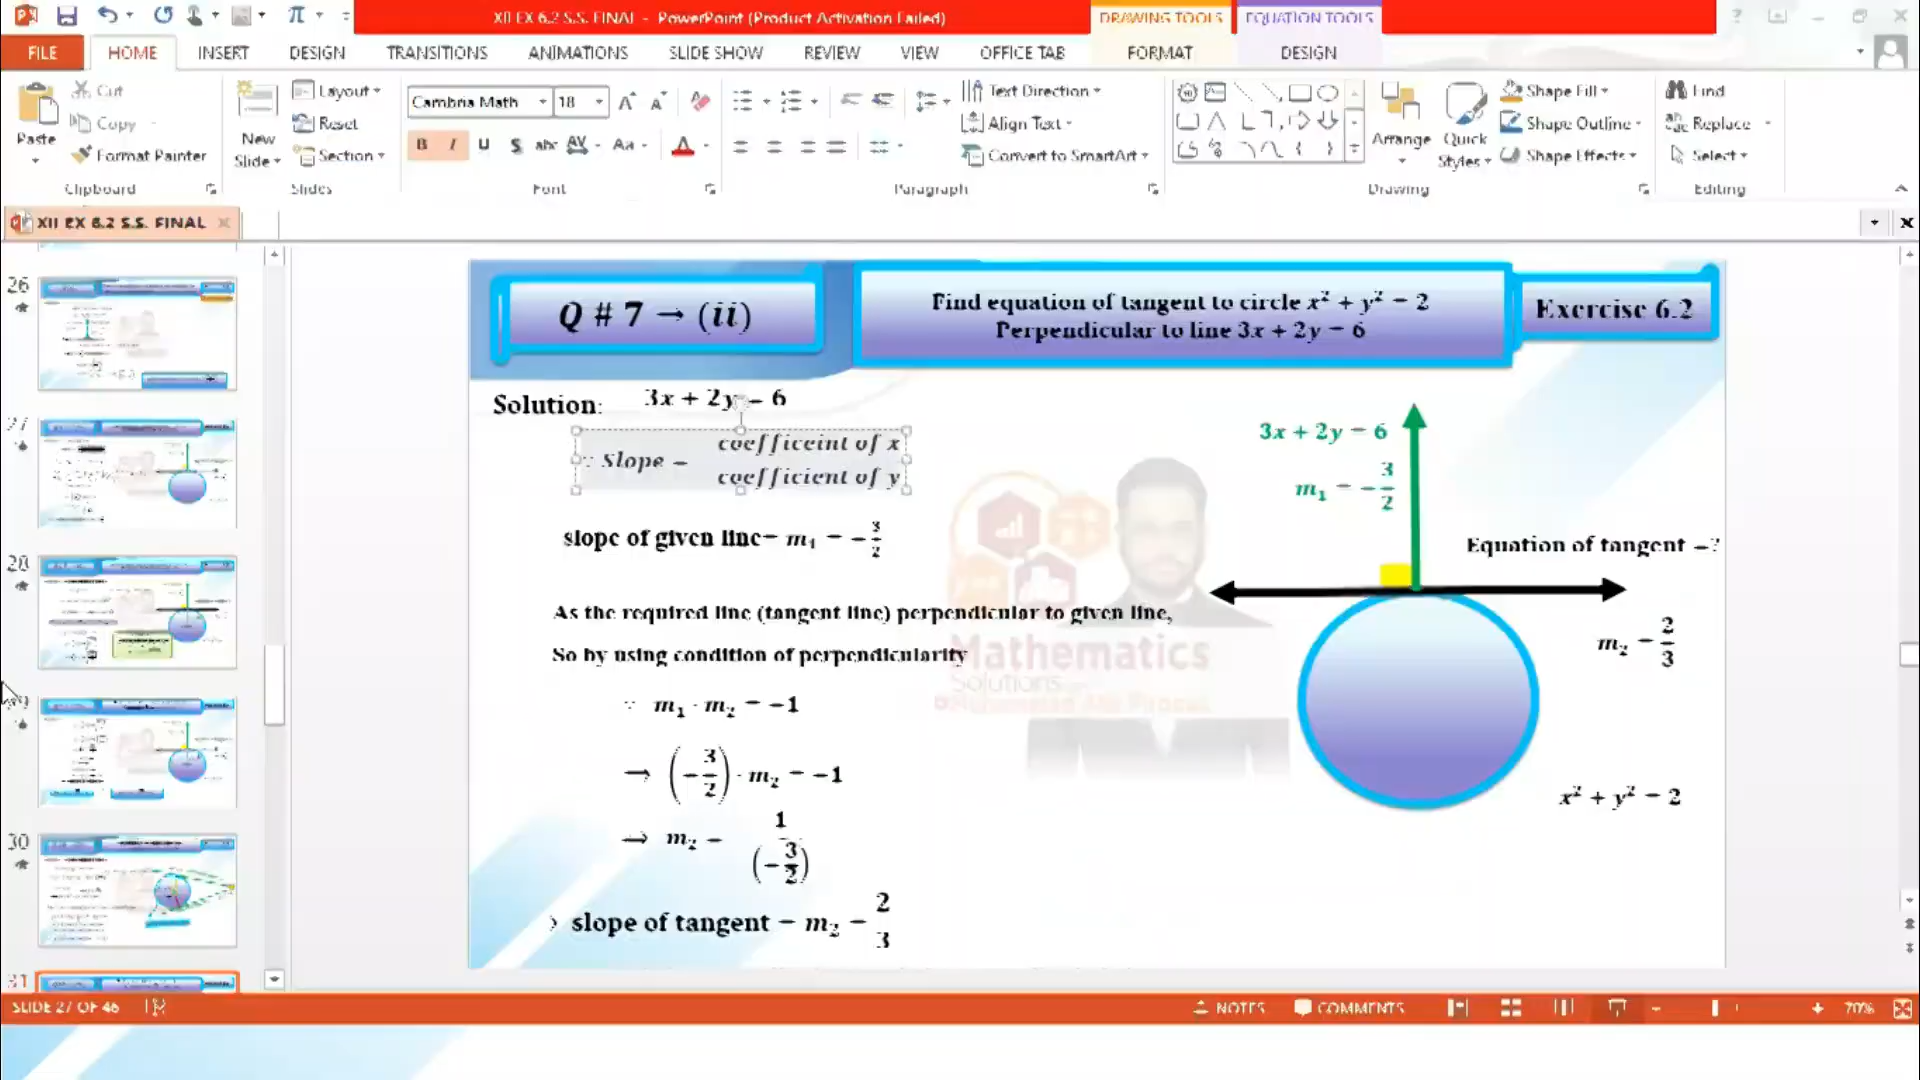 XII EX 6.2 S.S. FINAL - PowerPoint (Product Activation Failed)
DRAWING TOOLS
EQUATION TOOLS
FILE HOME INSERT DESIGN TRANSITIONS ANIMATIONS SLIDE SHOW REVIEW VIEW OFFICE TAB FORMAT DESIGN
Paste
Cut
Copy
Format Painter
Clipboard
New Slide
Layout
Reset
Section
Slides
Cambria Math 18
B I U S abc AV Aa A
Font
Text Direction
Align Text
Convert to SmartArt
Paragraph
Arrange
Quick Styles
Shape Fill
Shape Outline
Shape Effects
Drawing
Find
Replace
Select
Editing
XII EX 6.2 S.S. FINAL
26
27
28
30
31
Q # 7 → (ii)
Find equation of tangent to circle x² + y² = 2
Perpendicular to line 3x + 2y = 6
Exercise 6.2
Solution: 3x + 2y = 6
∵ Slope = coefficeint of x / coefficient of y
slope of given line= m₁ = −3/2
As the required line (tangent line) perpendicular to given line,
So by using condition of perpendicularity
∵ m₁ · m₂ = −1
⇒ (−3/2) · m₂ = −1
⇒ m₂ = 1/(−3/2)
slope of tangent = m₂ = 2/3
3x + 2y = 6
m₁ = −3/2
Equation of tangent =?
m₂ = 2/3
x² + y² = 2
Mathematics
Solutions
SLIDE 27 OF 46
NOTES
COMMENTS
70%